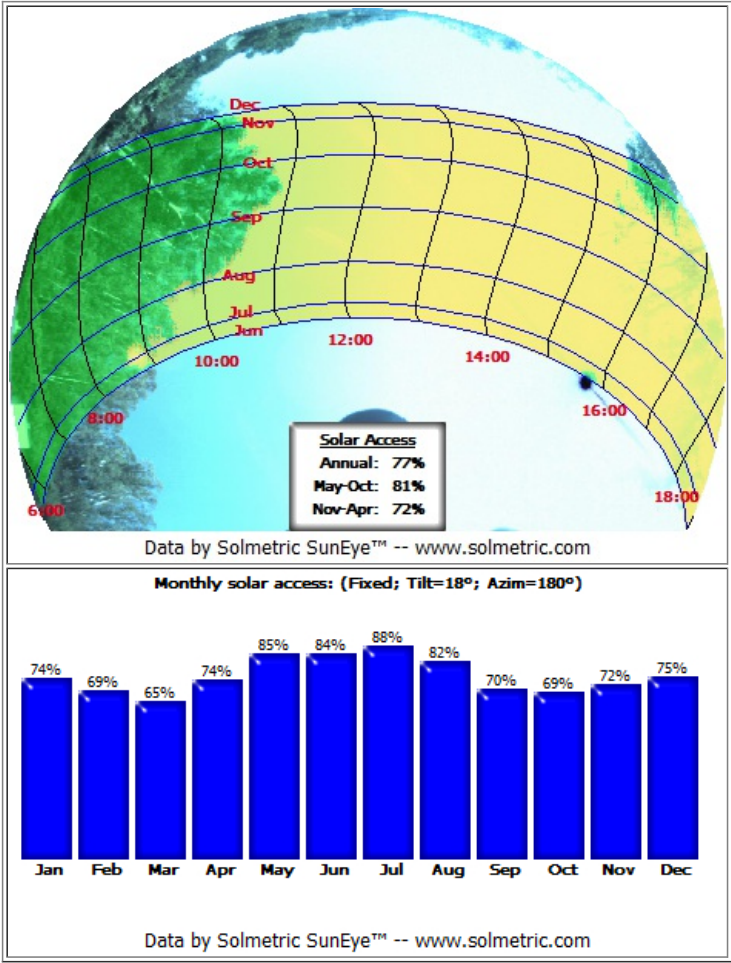 Dec
Nov
Oct
Sep
Aug
Jul
Jun
12:00
14:00
10:00
16:00
8:00
18:00
6:00
Solar Access
Annual: 77%
May-Oct: 81%
Nov-Apr: 72%
Data by Solmetric SunEye™ -- www.solmetric.com
Monthly solar access: (Fixed; Tilt=18º; Azim=180º)
74% 69% 65% 74% 85% 84% 88% 82% 70% 69% 72% 75%
Jan Feb Mar Apr May Jun Jul Aug Sep Oct Nov Dec
Data by Solmetric SunEye™ -- www.solmetric.com